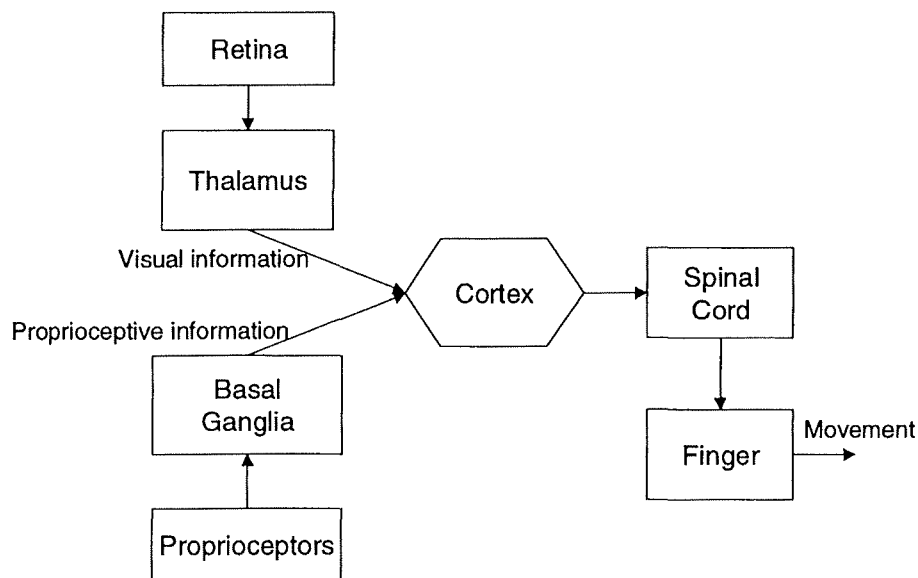 Retina
Thalamus
Visual information
Cortex
Spinal
Cord
Proprioceptive information
Basal
Ganglia
Finger
Movement
Proprioceptors